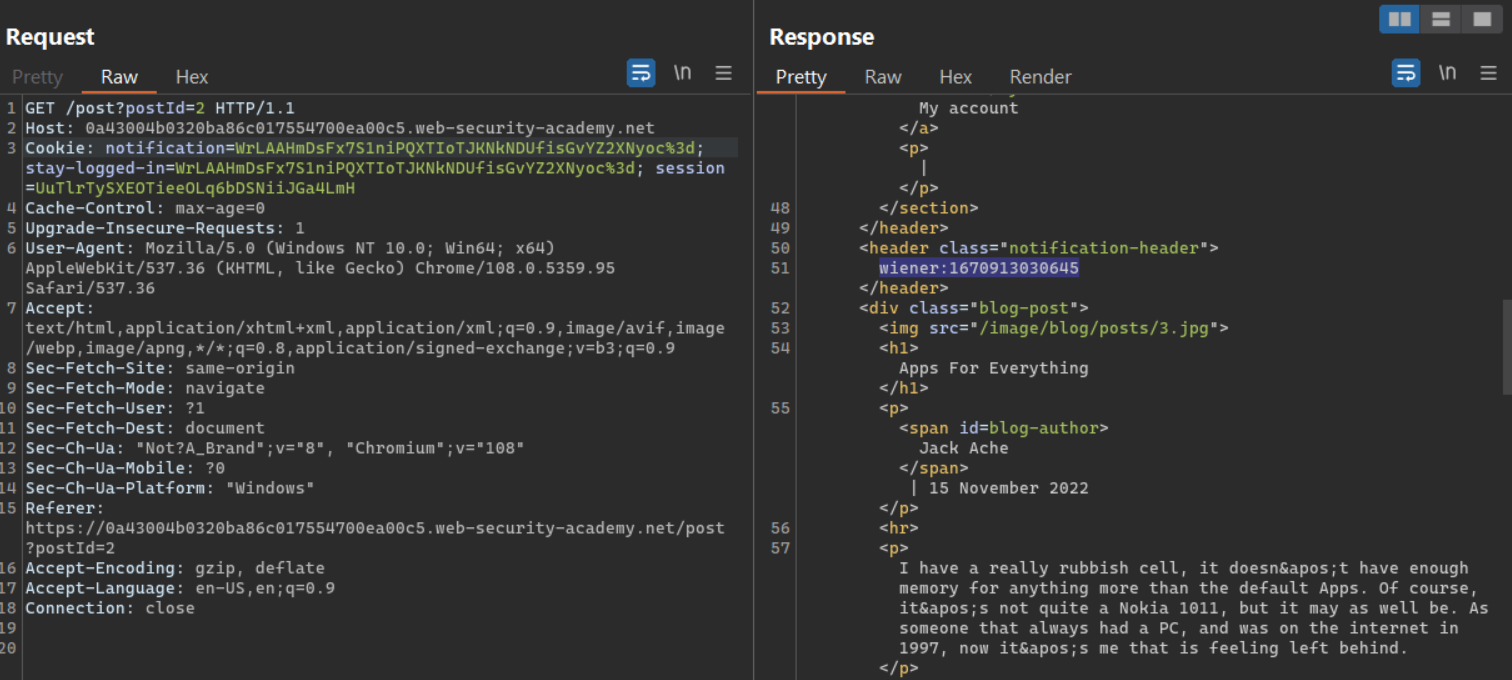 Request
Pretty Raw Hex \n
1 GET /post?postId=2 HTTP/1.1
2 Host: 0a43004b0320ba86c017554700ea00c5.web-security-academy.net
3 Cookie: notification=WrLAAHmDsFx7S1niPQXTIoTJKNkNDUfisGvYZ2XNyoc%3d;
stay-logged-in=WrLAAHmDsFx7S1niPQXTIoTJKNkNDUfisGvYZ2XNyoc%3d; session
=UuTlrTySXEOTieeOLq6bDSNiiJGa4LmH
4 Cache-Control: max-age=0
5 Upgrade-Insecure-Requests: 1
6 User-Agent: Mozilla/5.0 (Windows NT 10.0; Win64; x64)
AppleWebKit/537.36 (KHTML, like Gecko) Chrome/108.0.5359.95
Safari/537.36
7 Accept:
text/html,application/xhtml+xml,application/xml;q=0.9,image/avif,image
/webp,image/apng,*/*;q=0.8,application/signed-exchange;v=b3;q=0.9
8 Sec-Fetch-Site: same-origin
9 Sec-Fetch-Mode: navigate
10 Sec-Fetch-User: ?1
11 Sec-Fetch-Dest: document
12 Sec-Ch-Ua: "Not?A_Brand";v="8", "Chromium";v="108"
13 Sec-Ch-Ua-Mobile: ?0
14 Sec-Ch-Ua-Platform: "Windows"
15 Referer:
https://0a43004b0320ba86c017554700ea00c5.web-security-academy.net/post
?postId=2
16 Accept-Encoding: gzip, deflate
17 Accept-Language: en-US,en;q=0.9
18 Connection: close
19
20
Response
Pretty Raw Hex Render \n
My account
</a>
<p>
|
</p>
48 </section>
49 </header>
50 <header class="notification-header">
51 wiener:1670913030645
</header>
52 <div class="blog-post">
53 <img src="/image/blog/posts/3.jpg">
54 <h1>
Apps For Everything
</h1>
55 <p>
<span id=blog-author>
Jack Ache
</span>
| 15 November 2022
</p>
56 <hr>
57 <p>
I have a really rubbish cell, it doesn&apos;t have enough
memory for anything more than the default Apps. Of course,
it&apos;s not quite a Nokia 1011, but it may as well be. As
someone that always had a PC, and was on the internet in
1997, now it&apos;s me that is feeling left behind.
</p>